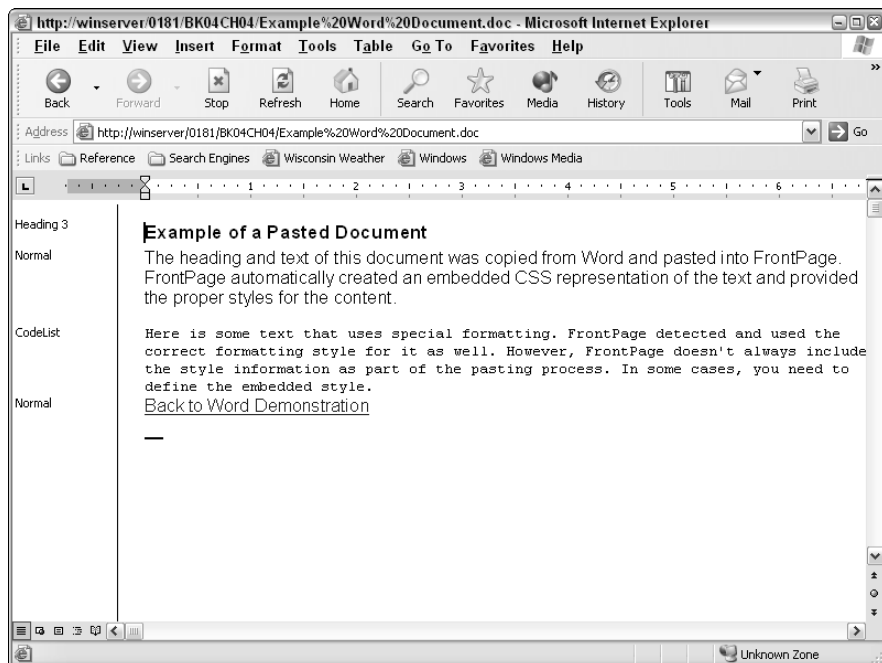 http://winserver/0181/BK04CH04/Example%20Word%20Document.doc - Microsoft Internet Explorer
File Edit View Insert Format Tools Table Go To Favorites Help
Back Forward Stop Refresh Home Search Favorites Media History Tools Mail Print »
Address http://winserver/0181/BK04CH04/Example%20Word%20Document.doc Go
Links Reference Search Engines Wisconsin Weather Windows Windows Media
L 1 2 3 4 5 6
Heading 3 Example of a Pasted Document
Normal The heading and text of this document was copied from Word and pasted into FrontPage.
FrontPage automatically created an embedded CSS representation of the text and provided
the proper styles for the content.
CodeList Here is some text that uses special formatting. FrontPage detected and used the
correct formatting style for it as well. However, FrontPage doesn't always include
the style information as part of the pasting process. In some cases, you need to
define the embedded style.
Normal Back to Word Demonstration
Unknown Zone